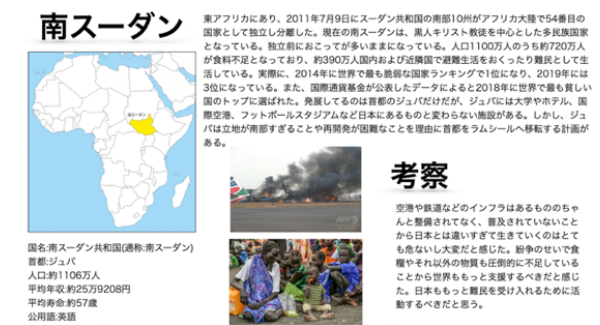 南スーダン
東アフリカにあり、2011年7月9日にスーダン共和国の南部10州がアフリカ大陸で54番目の
国家として独立し分離した。現在の南スーダンは、黒人キリスト教徒を中心とした多民族国家
となっている。独立前におこってが多いままになっている。人口1100万人のうち約720万人
が食料不足となっており、約390万人国内および近隣国で避難生活をおくったり難民として生
活している。実際に、2014年に世界で最も脆弱な国家ランキングで1位になり、2019年には
3位になっている。また、国際通貨基金が公表したデータによると2018年に世界で最も貧しい
国のトップに選ばれた。発展してるのは首都のジュバだけだが、ジュバには大学やホテル、国
際空港、フットボールスタジアムなど日本にあるものと変わらない施設がある。しかし、ジュ
バは立地が南部すぎることや再開発が困難なことを理由に首都をラムシールへ移転する計画が
ある。
南スーダン
AFP
考察
空港や鉄道などのインフラはあるもののちゃ
んと整備されてなく、普及されていないこと
から日本とは違いすぎて生きていくのはとて
も危ないし大変だと感じた。紛争のせいで食
糧やそれ以外の物質も圧倒的に不足している
ことから世界ももっと支援するべきだと感じ
た。日本ももっと難民を受け入れるために活
動するべきだと思う。
国名:南スーダン共和国(通称:南スーダン)
首都:ジュバ
人口:約1106万人
平均年収:約25万9208円
平均寿命:約57歳
公用語:英語